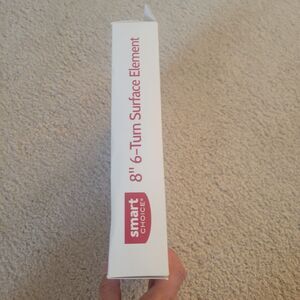 8" 6-Turn Surface Element
smart
CHOICE®